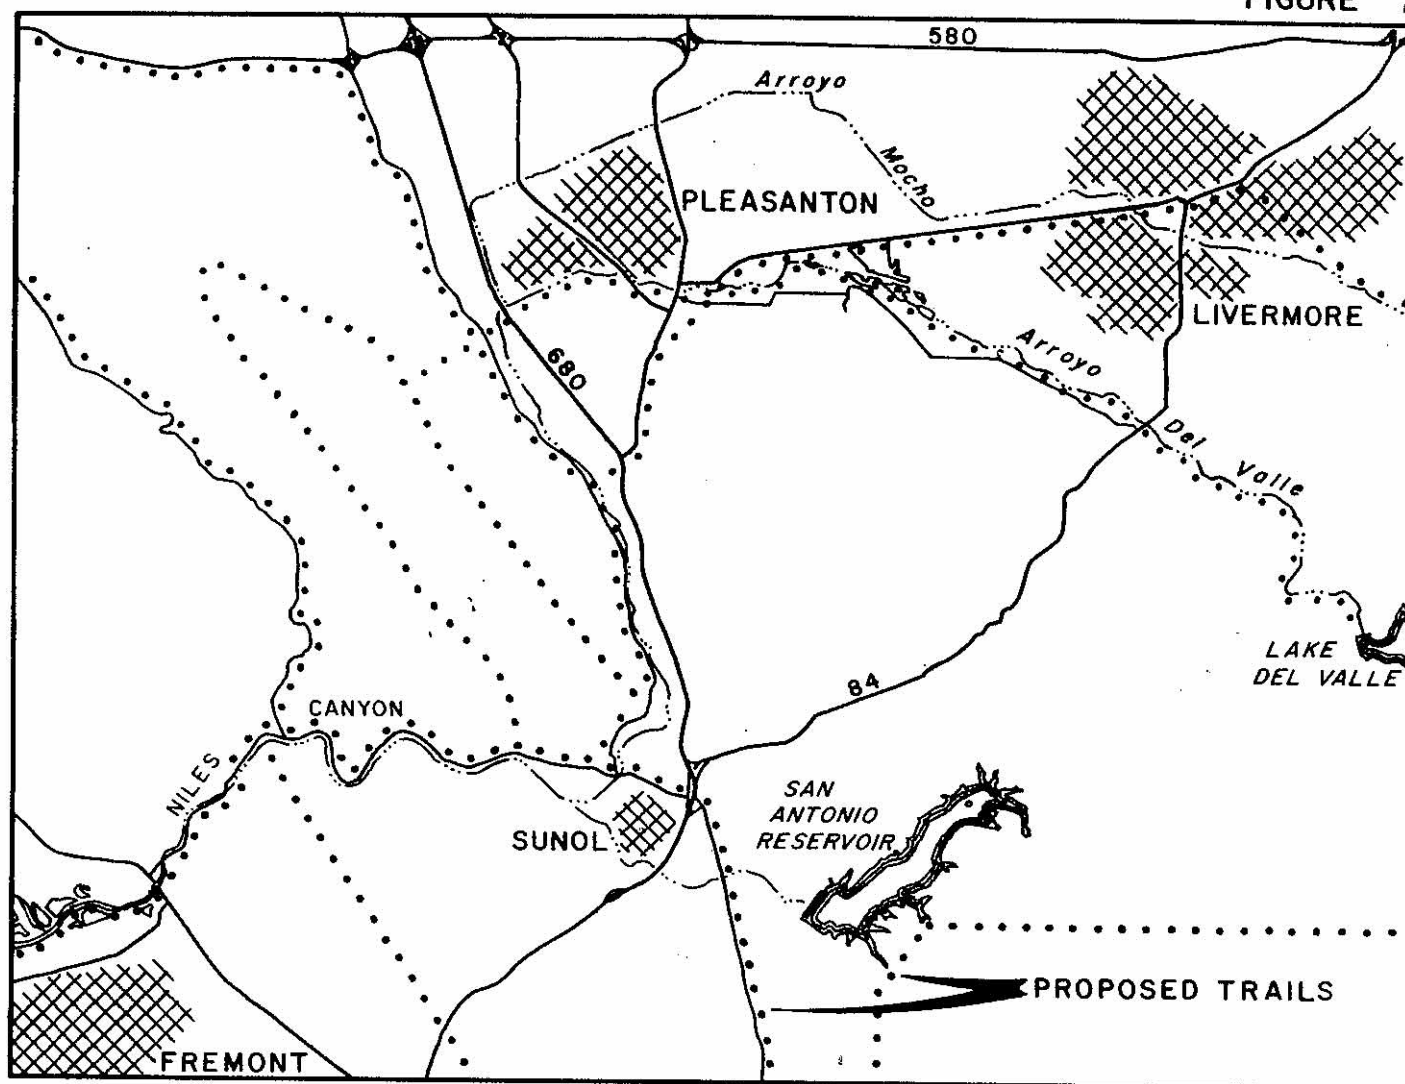 FIGURE
580
Arroyo
Mocho
PLEASANTON
LIVERMORE
680
Arroyo
Del
Valle
LAKE
DEL VALLE
84
CANYON
NILES
SAN
ANTONIO
RESERVOIR
SUNOL
PROPOSED TRAILS
FREMONT